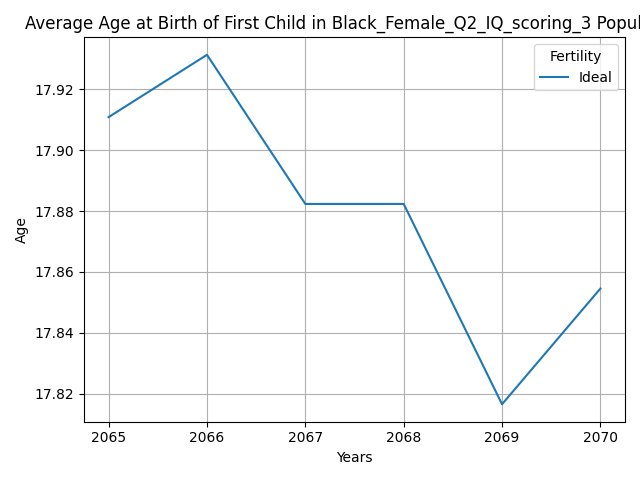 Average Age at Birth of First Child in Black_Female_Q2_IQ_scoring_3 Popul
Fertility
Ideal
17.92
17.90
17.88
17.86
17.84
17.82
Age
2065 2066 2067 2068 2069 2070
Years